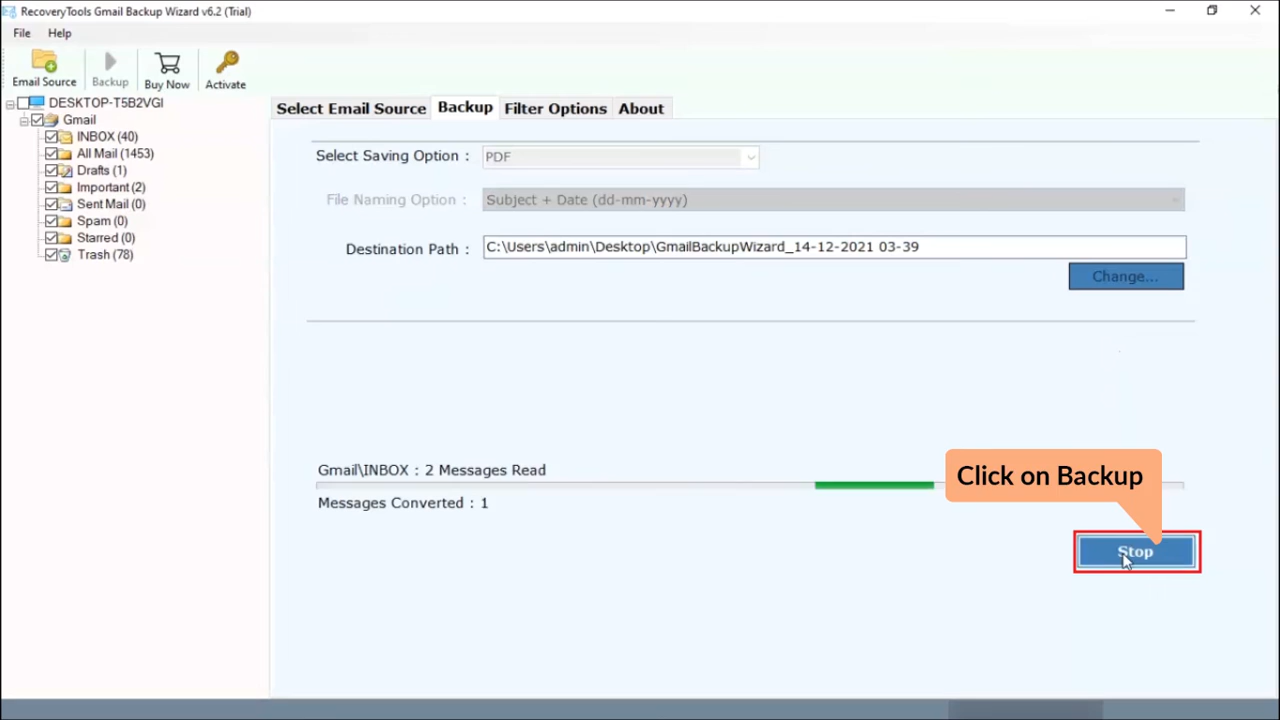 RecoveryTools Gmail Backup Wizard v6.2 (Trial)
File Help
Email Source Backup Buy Now Activate
DESKTOP-T5B2VGI
Gmail
INBOX (40)
All Mail (1453)
Drafts (1)
Important (2)
Sent Mail (0)
Spam (0)
Starred (0)
Trash (78)
Select Email Source Backup Filter Options About
Select Saving Option : PDF
File Naming Option : Subject + Date (dd-mm-yyyy)
Destination Path : C:\Users\admin\Desktop\GmailBackupWizard_14-12-2021 03-39
Change...
Gmail\INBOX : 2 Messages Read
Click on Backup
Messages Converted : 1
Stop